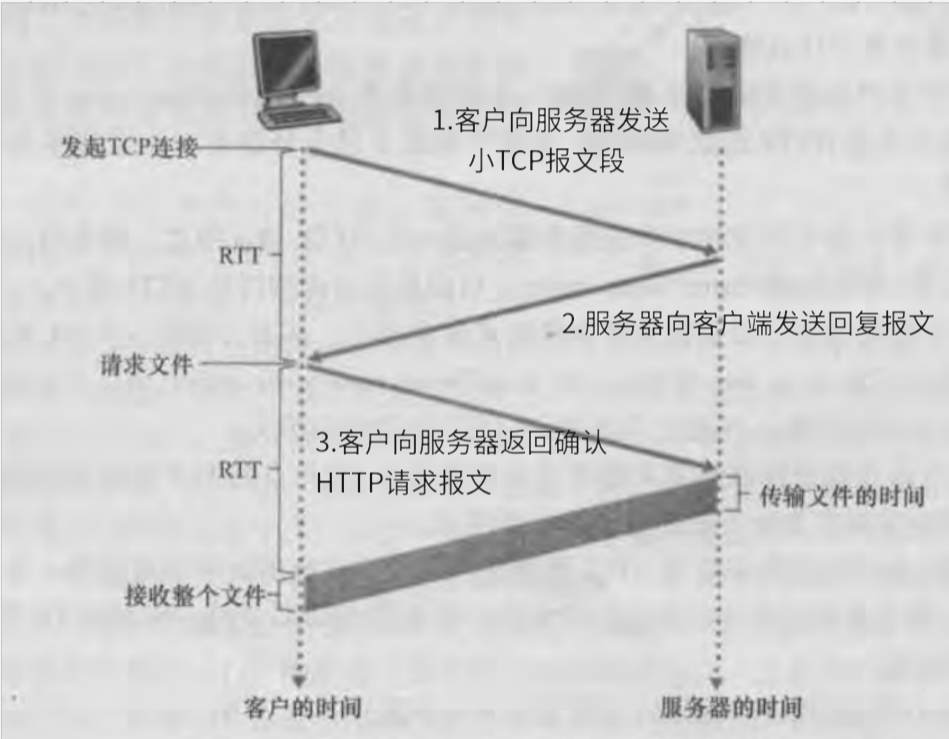 1.客户向服务器发送
小TCP报文段
发起TCP连接
RTT
2.服务器向客户端发送回复报文
请求文件
3.客户向服务器返回确认
HTTP请求报文
RTT
传输文件的时间
接收整个文件
客户的时间
服务器的时间